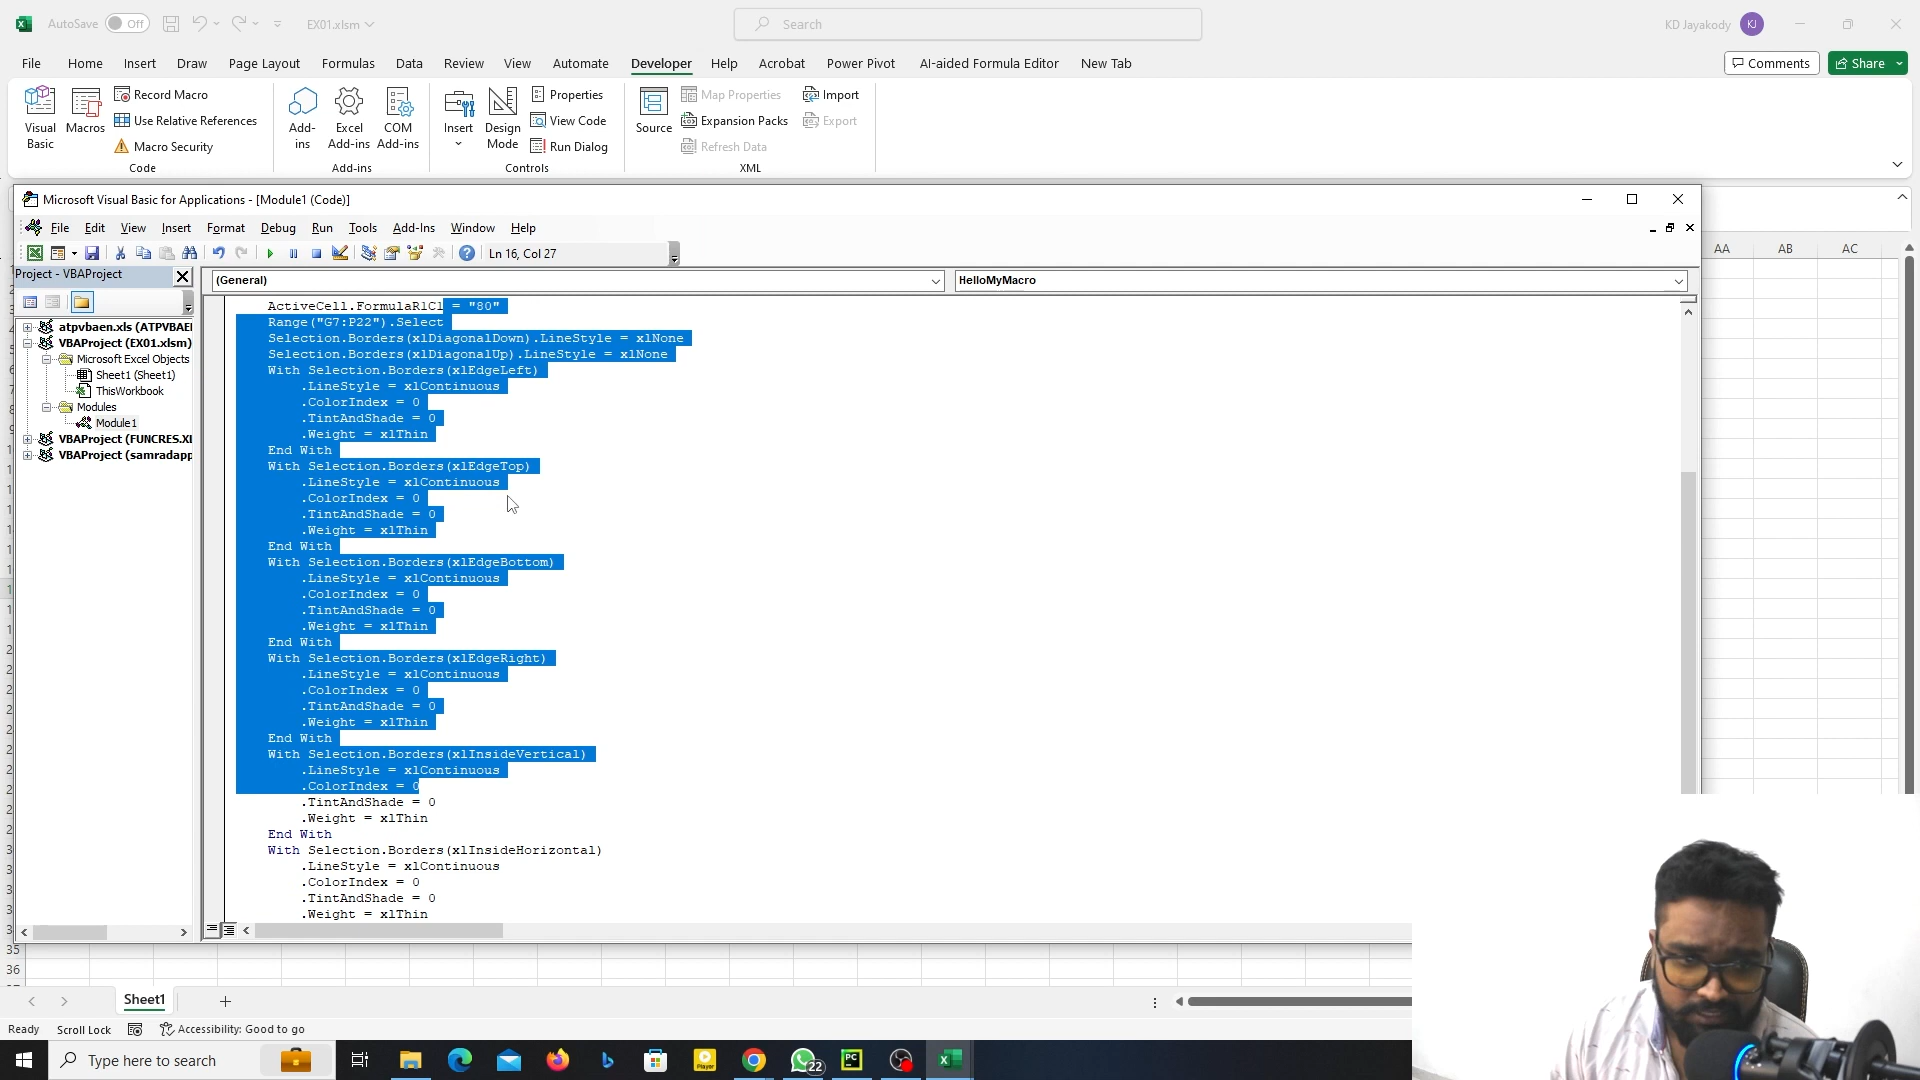 AutoSave Off EX01.xlsm Search KD Jayakody KJ
File Home Insert Draw Page Layout Formulas Data Review View Automate Developer Help Acrobat Power Pivot AI-aided Formula Editor New Tab Comments Share
Visual Basic
Macros
Record Macro
Use Relative References
Macro Security
Code
Add-ins
Excel Add-ins
COM Add-ins
Add-ins
Insert
Design Mode
Properties
View Code
Run Dialog
Controls
Source
Map Properties
Expansion Packs
Refresh Data
Import
Export
XML
Microsoft Visual Basic for Applications - [Module1 (Code)]
File Edit View Insert Format Debug Run Tools Add-Ins Window Help
Ln 16, Col 27
AA AB AC
Project - VBAProject
(General) HelloMyMacro
atpvbaen.xls (ATPVBAEI
VBAProject (EX01.xlsm)
Microsoft Excel Objects
Sheet1 (Sheet1)
ThisWorkbook
Modules
Module1
VBAProject (FUNCRES.XL
VBAProject (samradapp
ActiveCell.FormulaR1C1 = "80"
Range("G7:P22").Select
Selection.Borders(xlDiagonalDown).LineStyle = xlNone
Selection.Borders(xlDiagonalUp).LineStyle = xlNone
With Selection.Borders(xlEdgeLeft)
.LineStyle = xlContinuous
.ColorIndex = 0
.TintAndShade = 0
.Weight = xlThin
End With
With Selection.Borders(xlEdgeTop)
.LineStyle = xlContinuous
.ColorIndex = 0
.TintAndShade = 0
.Weight = xlThin
End With
With Selection.Borders(xlEdgeBottom)
.LineStyle = xlContinuous
.ColorIndex = 0
.TintAndShade = 0
.Weight = xlThin
End With
With Selection.Borders(xlEdgeRight)
.LineStyle = xlContinuous
.ColorIndex = 0
.TintAndShade = 0
.Weight = xlThin
End With
With Selection.Borders(xlInsideVertical)
.LineStyle = xlContinuous
.ColorIndex = 0
.TintAndShade = 0
.Weight = xlThin
End With
With Selection.Borders(xlInsideHorizontal)
.LineStyle = xlContinuous
.ColorIndex = 0
.TintAndShade = 0
.Weight = xlThin
35
36
Sheet1
Ready Scroll Lock Accessibility: Good to go
Type here to search Player 22 PC